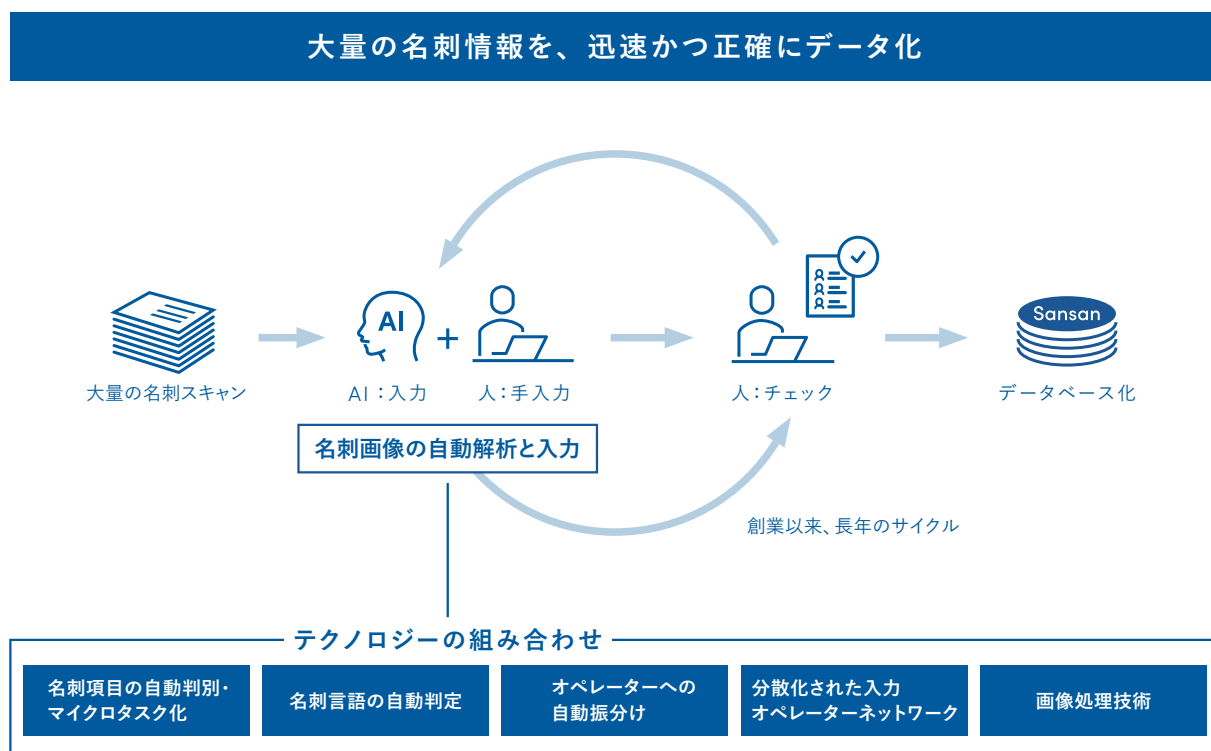 大量の名刺情報を、迅速かつ正確にデータ化
AI
+
Sansan
大量の名刺スキャン
AI：入力
人：手入力
人：チェック
データベース化
名刺画像の自動解析と入力
創業以来、長年のサイクル
テクノロジーの組み合わせ
名刺項目の自動判別・
マイクロタスク化
名刺言語の自動判定
オペレーターへの
自動振分け
分散化された入力
オペレーターネットワーク
画像処理技術